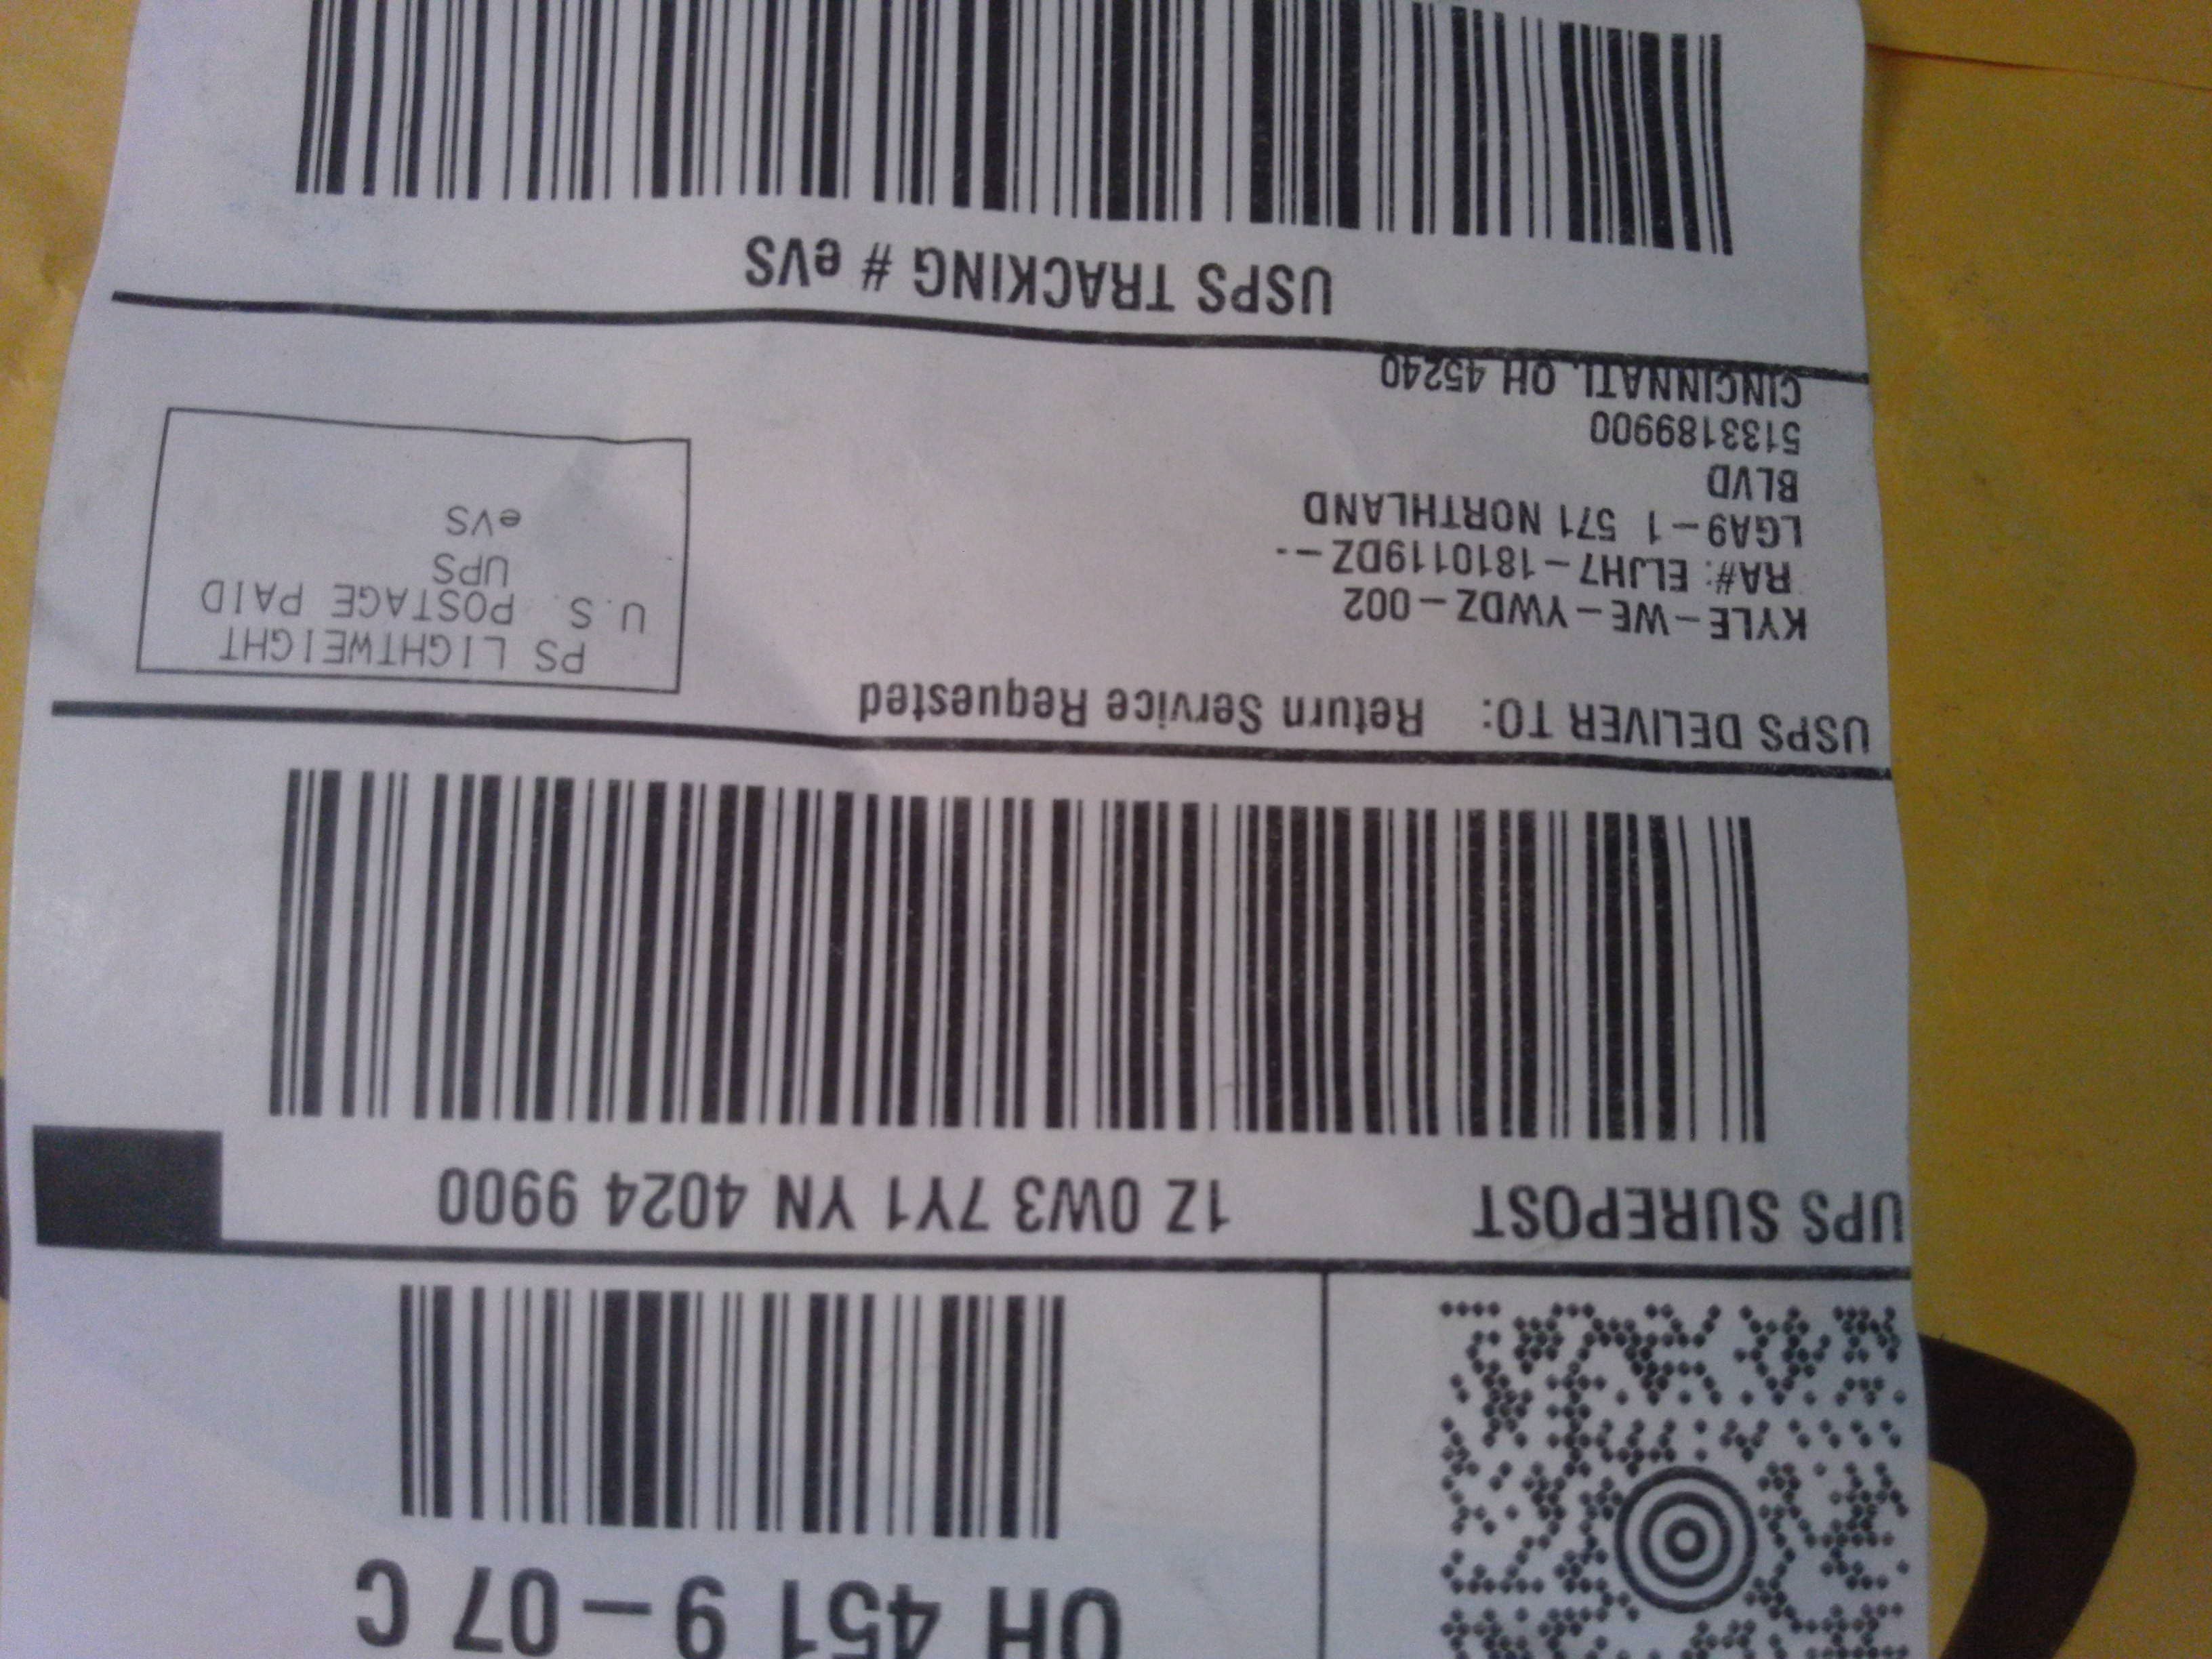 OH 451 9-07 C
UPS SUREPOST
1Z 0W3 7Y1 YN 4024 9900
USPS DELIVER TO: Return Service Requested
KYLE-WE-YWDZ-002
RA#: ELJH7-1810119DZ--
LGA9-1 571 NORTHLAND
BLVD
5133189900
CINCINNATI, OH 45240
PS LIGHTWEIGHT
U.S. POSTAGE PAID
UPS
eVS
USPS TRACKING # eVS